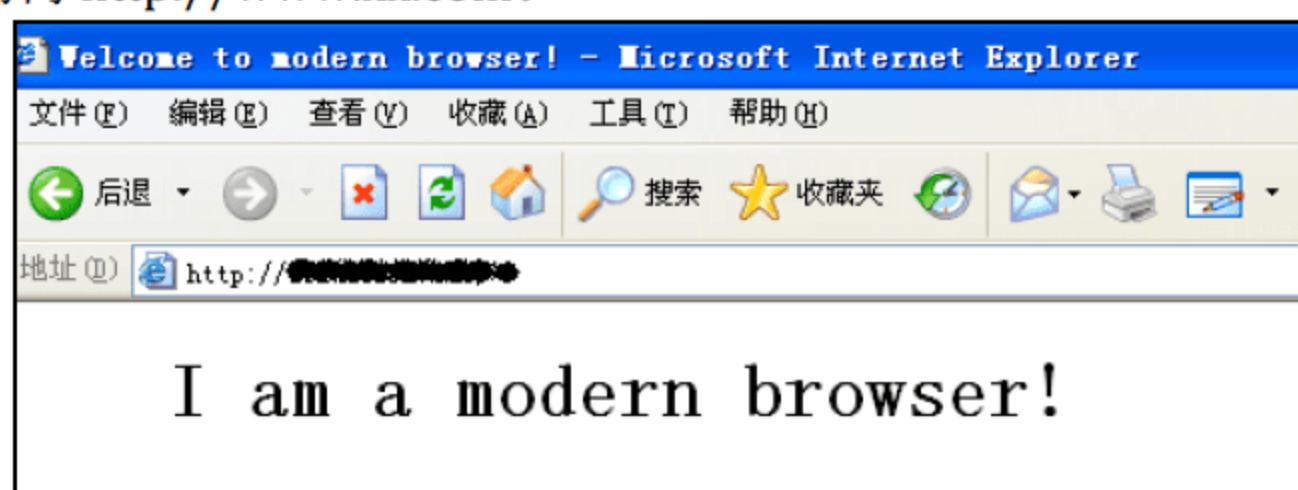 Welcome to modern browser! - Microsoft Internet Explorer
文件(F) 编辑(E) 查看(V) 收藏(A) 工具(T) 帮助(H)
后退 搜索 收藏夹
地址(D) http://
I am a modern browser!